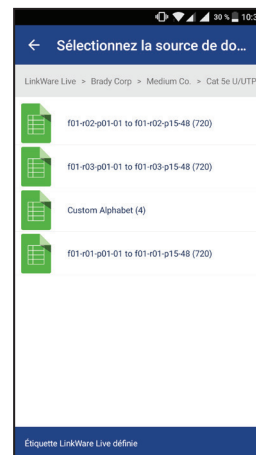 30 % 10:3
Sélectionnez la source de do...
LinkWare Live > Brady Corp > Medium Co. > Cat 5e U/UTP
f01-r02-p01-01 to f01-r02-p15-48 (720)
f01-r03-p01-01 to f01-r03-p15-48 (720)
Custom Alphabet (4)
f01-r01-p01-01 to f01-r01-p15-48 (720)
Étiquette LinkWare Live définie